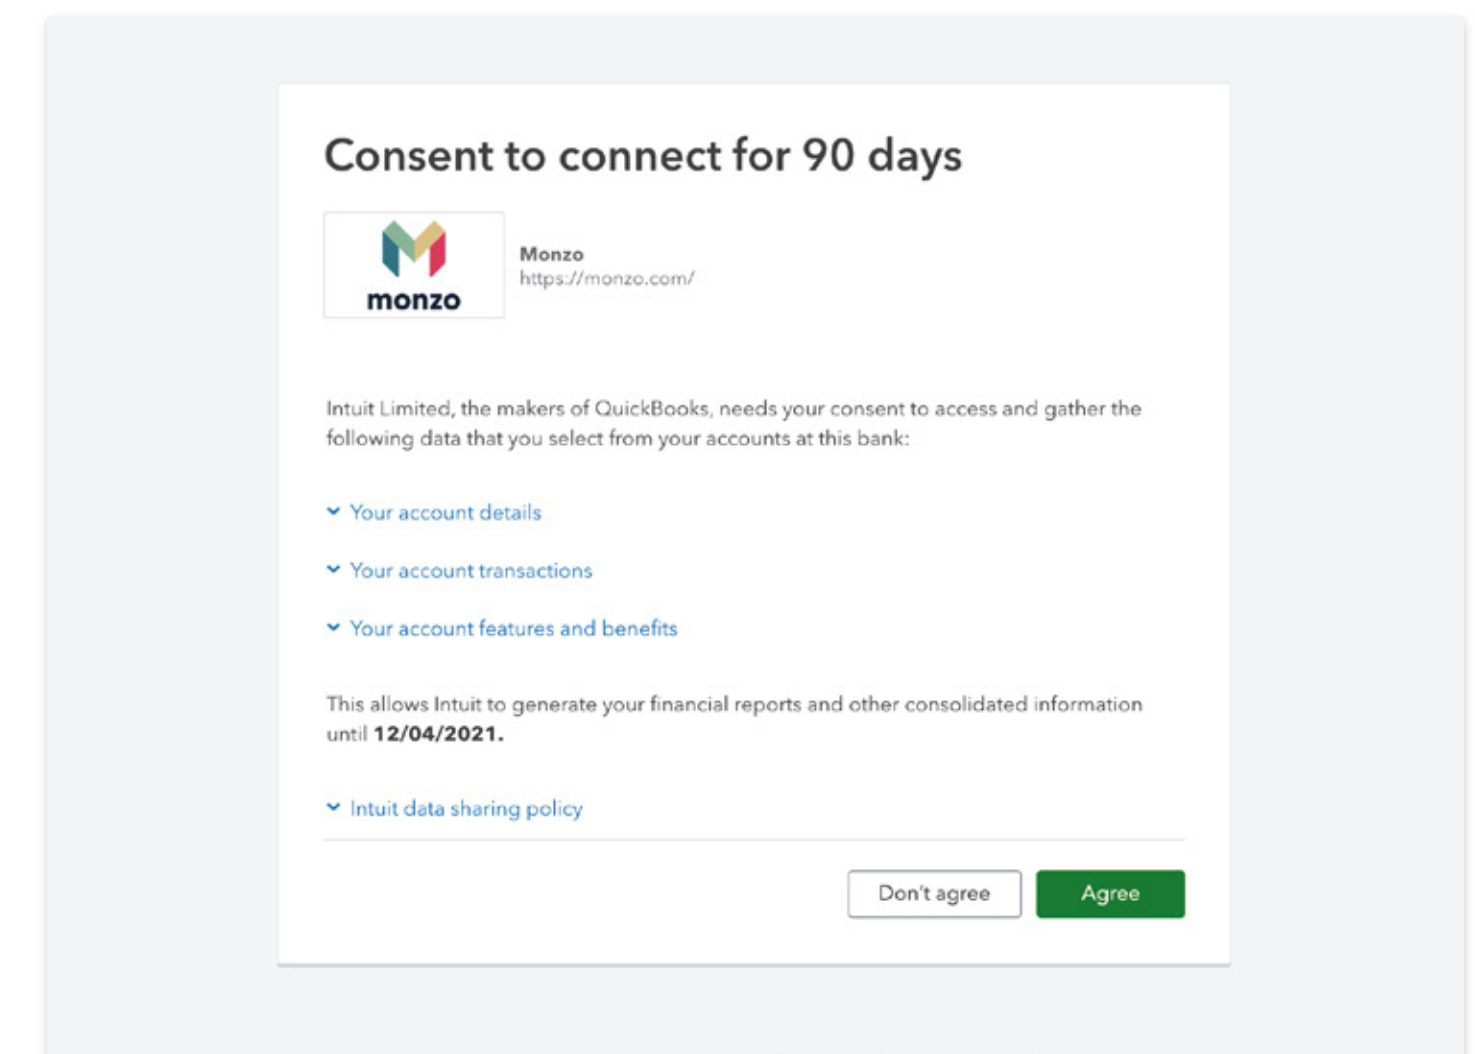 Consent to connect for 90 days
monzo
Monzo
https://monzo.com/
Intuit Limited, the makers of QuickBooks, needs your consent to access and gather the
following data that you select from your accounts at this bank:
Your account details
Your account transactions
Your account features and benefits
This allows Intuit to generate your financial reports and other consolidated information
until 12/04/2021.
Intuit data sharing policy
Don't agree
Agree